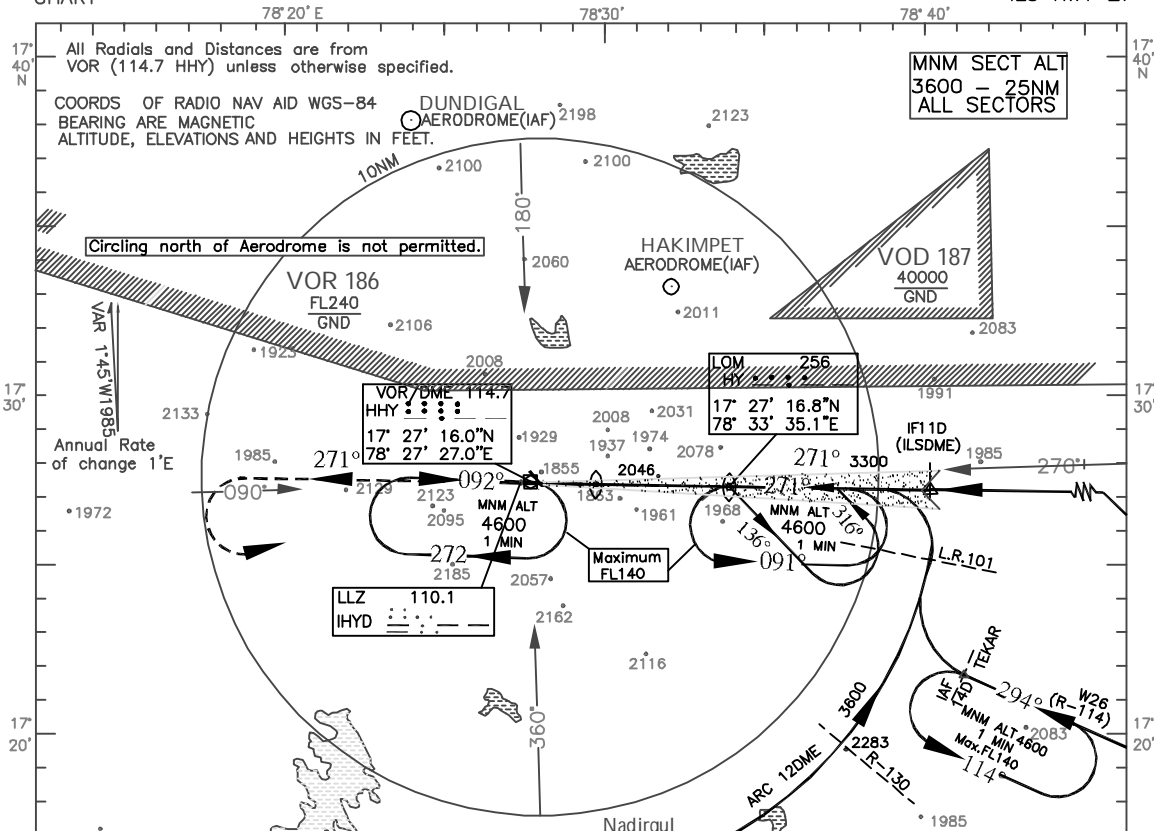 78°20' E
78°30'
78°40'
All Radials and Distances are from
VOR (114.7 HHY) unless otherwise specified.
COORDS OF RADIO NAV AID WGS-84
BEARING ARE MAGNETIC
ALTITUDE, ELEVATIONS AND HEIGHTS IN FEET.
17°
40'
N
17°
40'
N
MNM SECT ALT
3600 - 25NM
ALL SECTORS
DUNDIGAL
AERODROME(IAF)
2198
2123
10NM
2100
2100
180°
Circling north of Aerodrome is not permitted.
HAKIMPET
AERODROME(IAF)
2060
VOR 186
FL240
GND
VOD 187
40000
GND
2106
2011
2083
1923
VAR 1°45'W1985
2008
VOR/DME 114.7
HHY
17° 27' 16.0"N
78° 27' 27.0"E
LOM 256
HY
17° 27' 16.8"N
78° 33' 35.1"E
1991
17°
30'
17°
30'
2133
2008
2031
1929
1937
1974
2078
IF11D
(ILSDME)
Annual Rate
of change 1'E
1985
271°
2129
092°
1855
2046
271°
3300
1985
270°
090°
271°
1972
2123
2095
MNM ALT
4600
1 MIN
1961
1968
MNM ALT
4600
1 MIN
136°
316°
272
2185
Maximum
FL140
091°
L.R.101
2057
LLZ 110.1
IHYD
2162
2116
360°
TEKAR
IAF
14D
294°
W26
(R-114)
MNM ALT 4600
1 MIN
Max.FL140
2083
114°
3600
2283
ARC 12DME
R-130
17°
20'
17°
20'
1985
Nadirgul